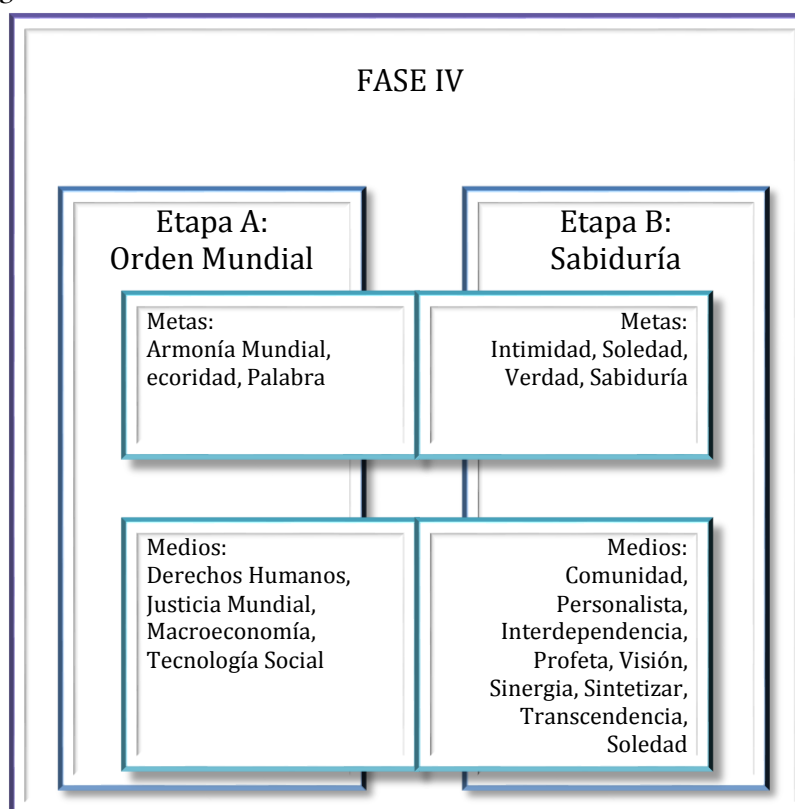 FASE IV
Etapa A:
Orden Mundial
Metas:
Armonía Mundial,
ecoridad, Palabra
Medios:
Derechos Humanos,
Justicia Mundial,
Macroeconomía,
Tecnología Social
Etapa B:
Sabiduría
Metas:
Intimidad, Soledad,
Verdad, Sabiduría
Medios:
Comunidad,
Personalista,
Interdependencia,
Profeta, Visión,
Sinergia, Sintetizar,
Transcendencia,
Soledad